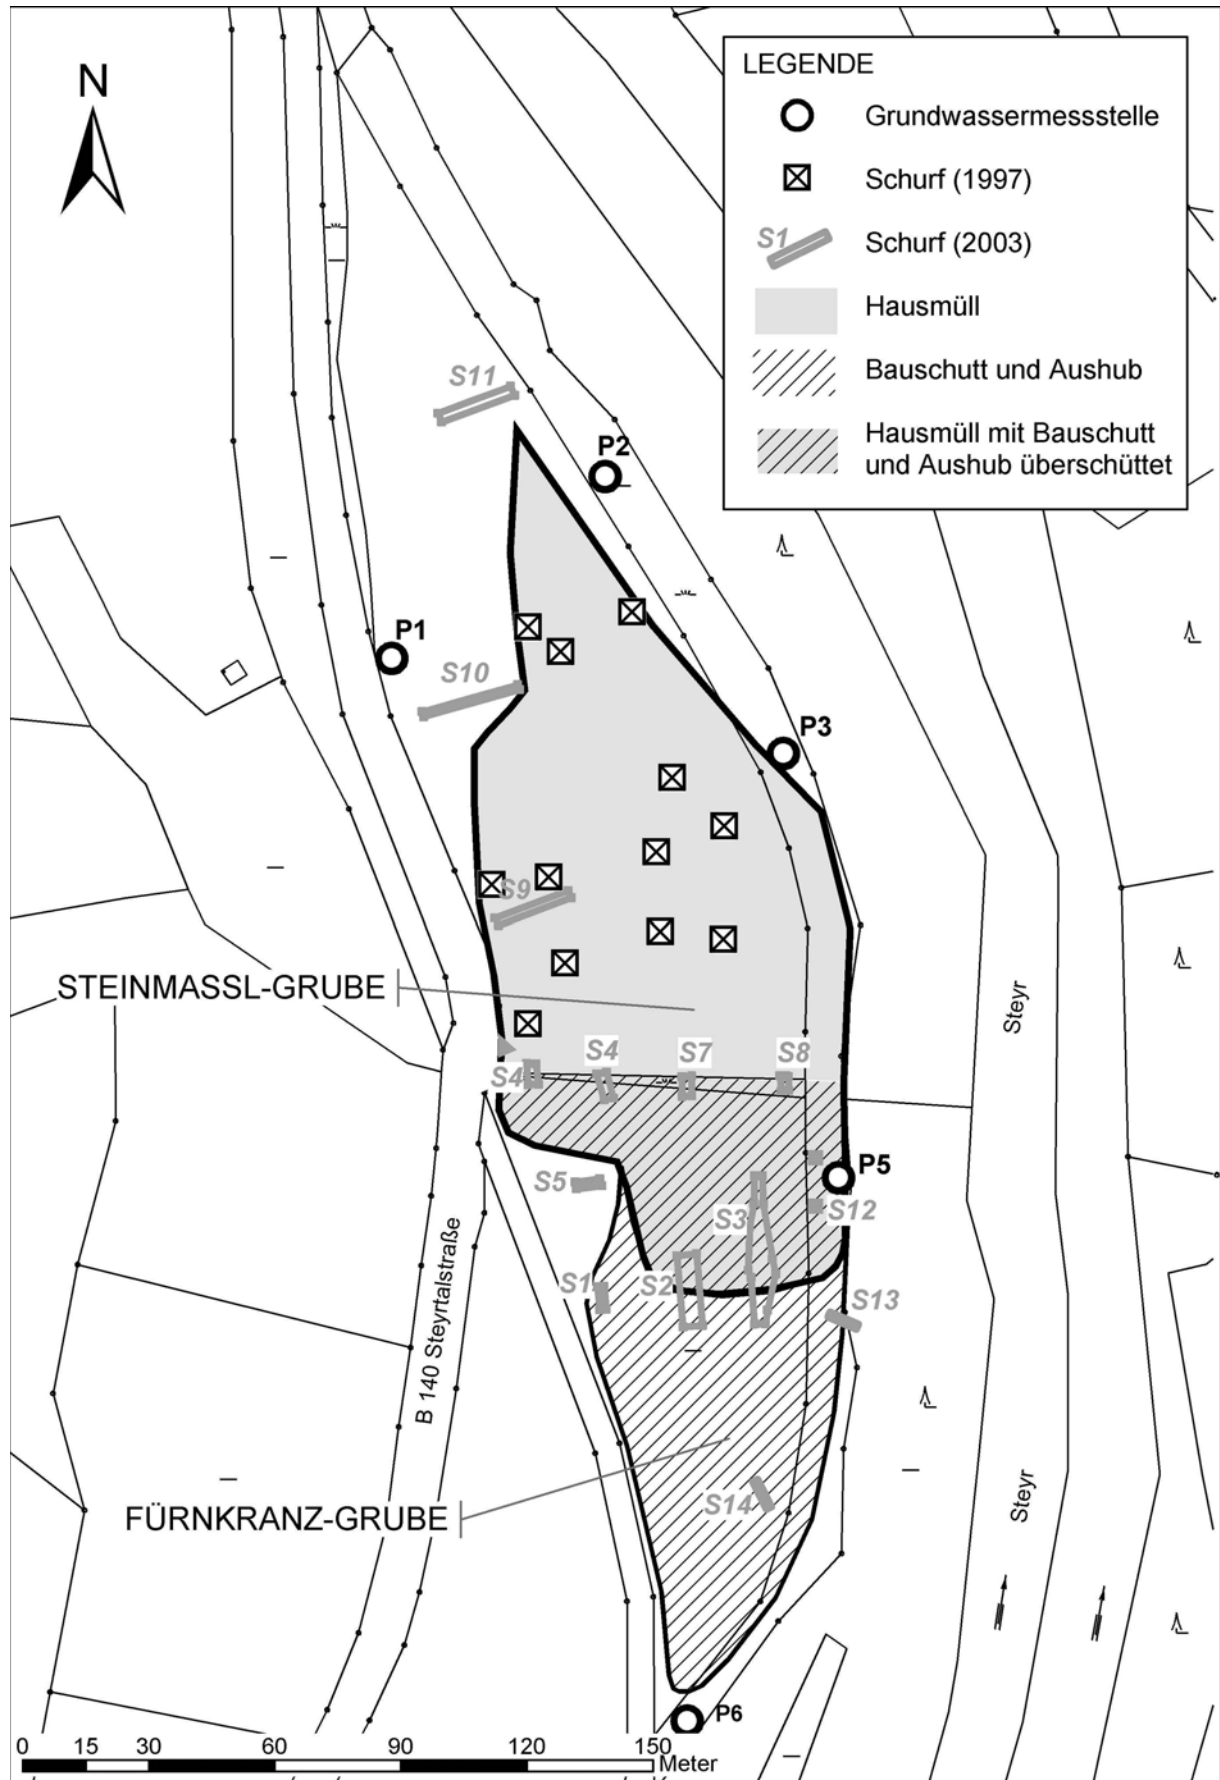 N
LEGENDE
Grundwassermessstelle
Schurf (1997)
S1
Schurf (2003)
Hausmüll
Bauschutt und Aushub
Hausmüll mit Bauschutt
und Aushub überschüttet
S11
P2
P1
S10
P3
S9
STEINMASSL-GRUBE
Steyr
S4
S4
S7
S8
S5
P5
S3
S12
S1
S2
S13
B 140 Steyrtalstraße
S14
Steyr
FÜRNKRANZ-GRUBE
P6
0 15 30 60 90 120 150
Meter